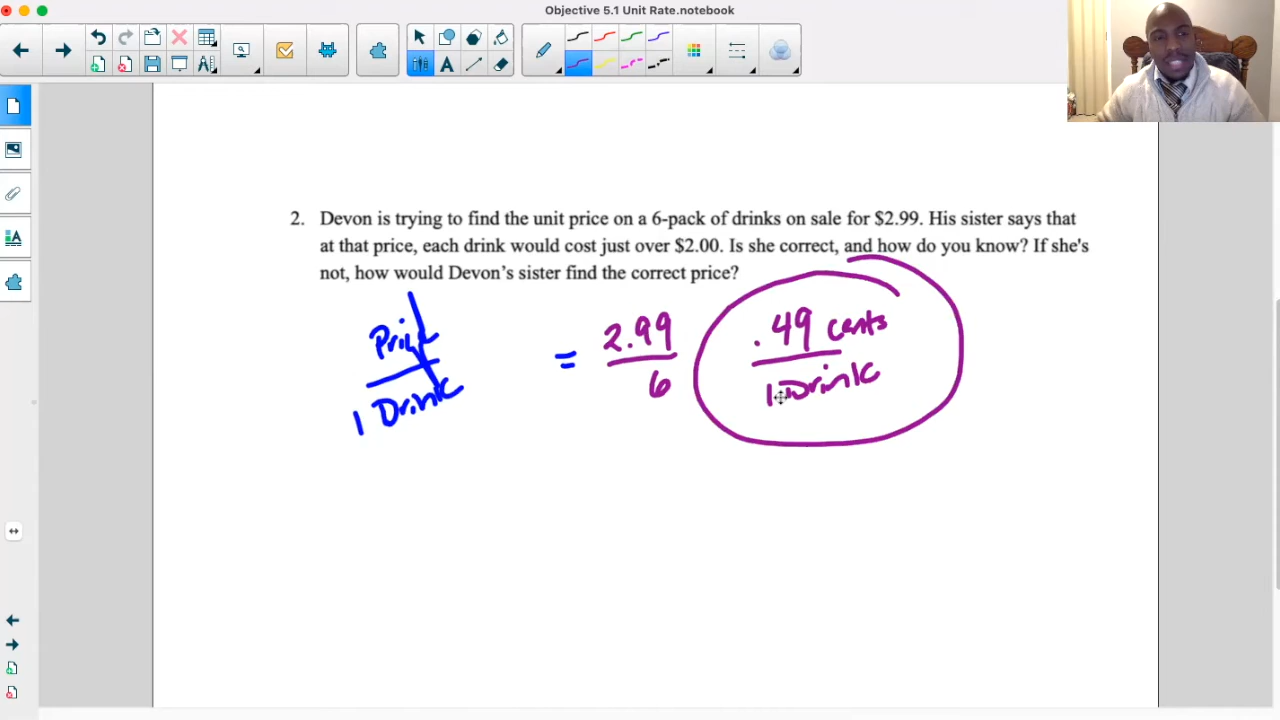 Objective 5.1 Unit Rate.notebook
2. Devon is trying to find the unit price on a 6-pack of drinks on sale for $2.99. His sister says that
at that price, each drink would cost just over $2.00. Is she correct, and how do you know? If she's
not, how would Devon's sister find the correct price?
Price
1 Drink
=
2.99
6
.49 cents
1 Drink